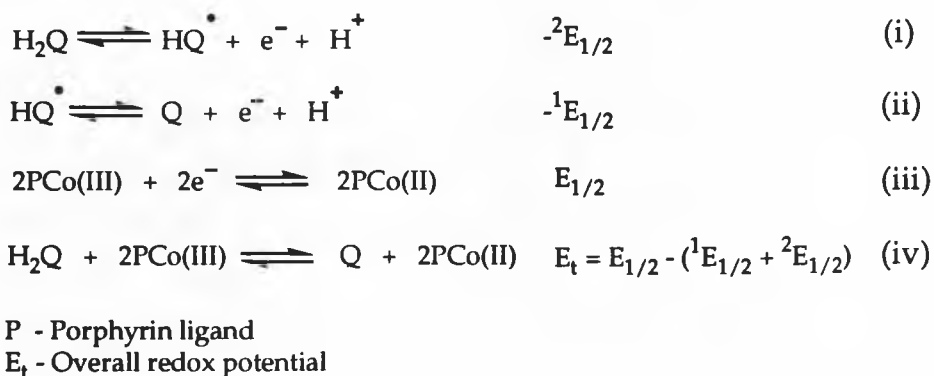 H₂Q ⇌ HQ• + e⁻ + H⁺ -²E₁/₂ (i)
HQ• ⇌ Q + e⁻ + H⁺ -¹E₁/₂ (ii)
2PCo(III) + 2e⁻ ⇌ 2PCo(II) E₁/₂ (iii)
H₂Q + 2PCo(III) ⇌ Q + 2PCo(II) Eₜ = E₁/₂ - (¹E₁/₂ + ²E₁/₂) (iv)
P - Porphyrin ligand
Eₜ - Overall redox potential